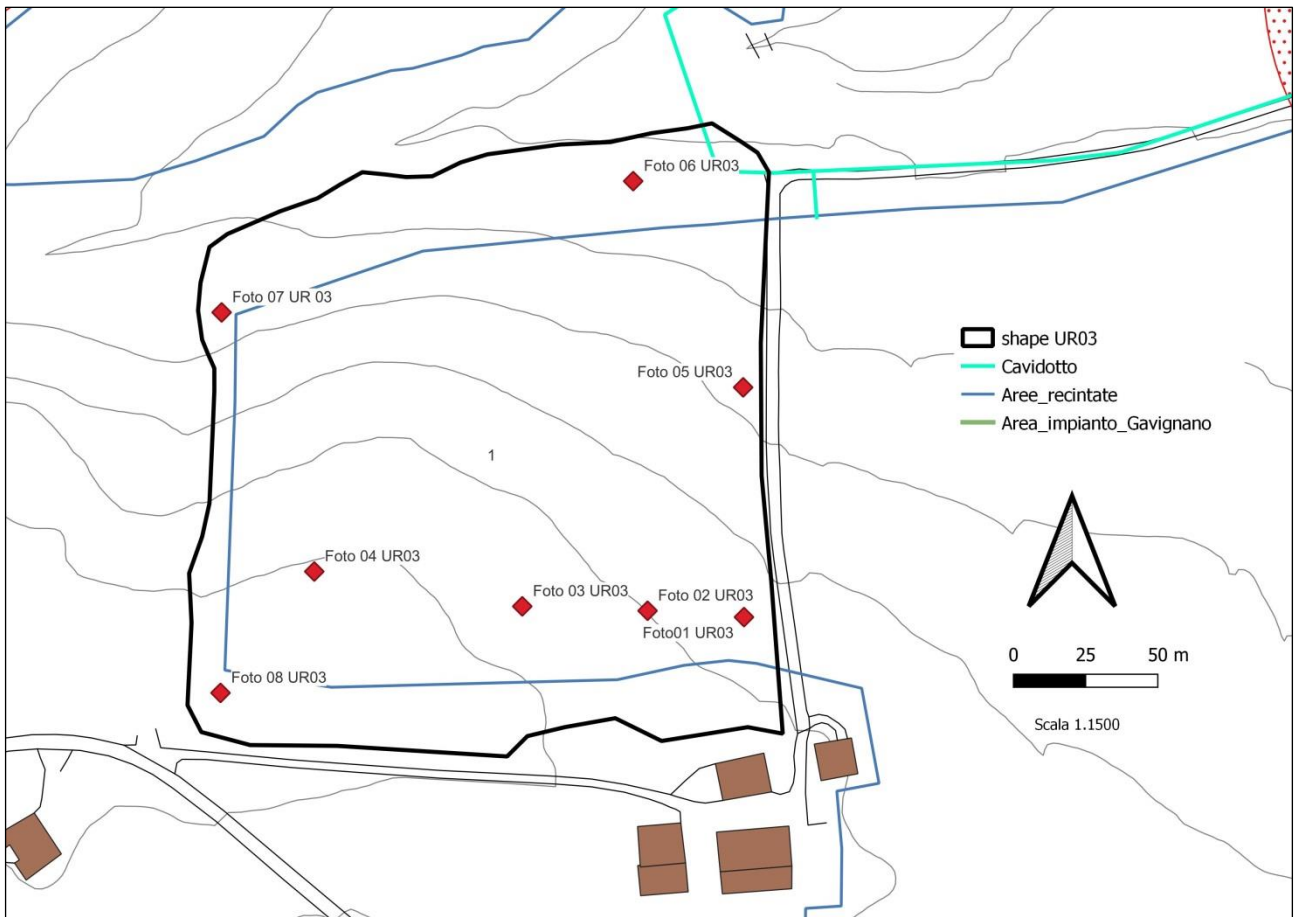 Foto 06 UR03
Foto 07 UR 03
shape UR03
Cavidotto
Foto 05 UR03
Aree_recintate
Area_impianto_Gavignano
1
Foto 04 UR03
Foto 03 UR03
Foto 02 UR03
Foto01 UR03
0 25 50 m
Foto 08 UR03
Scala 1.1500